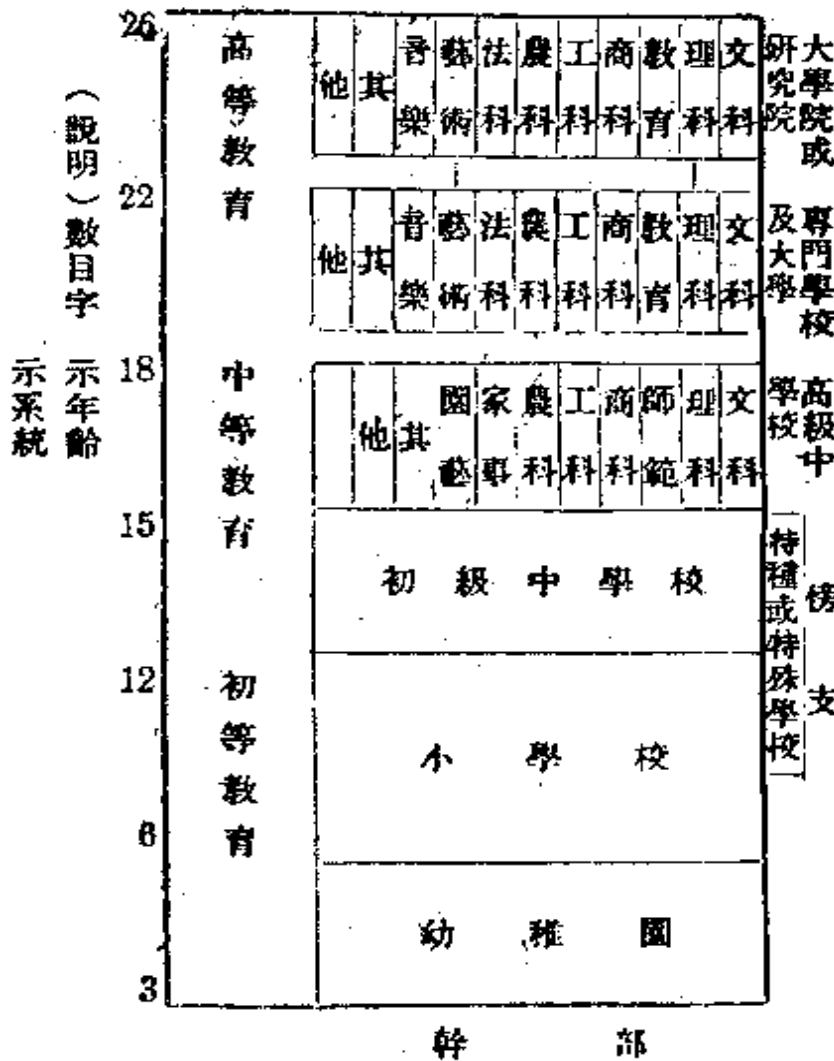 大學院或
研究院
文科
理科
教育
商科
工科
農科
法科
藝術
音樂
其
他
高等教育
26
專門學校
及大學
文科
理科
教育
商科
工科
農科
法科
藝術
音樂
其
他
22
高級中
學校
文科
理科
師範
商科
工科
農科
家事
園藝
其
他
中等教育
18
特種或特殊學校
傍支
初級中學校
15
小學校
初等教育
12
6
幼稚園
3
幹部
(說明)數目字
示年齡
示系統